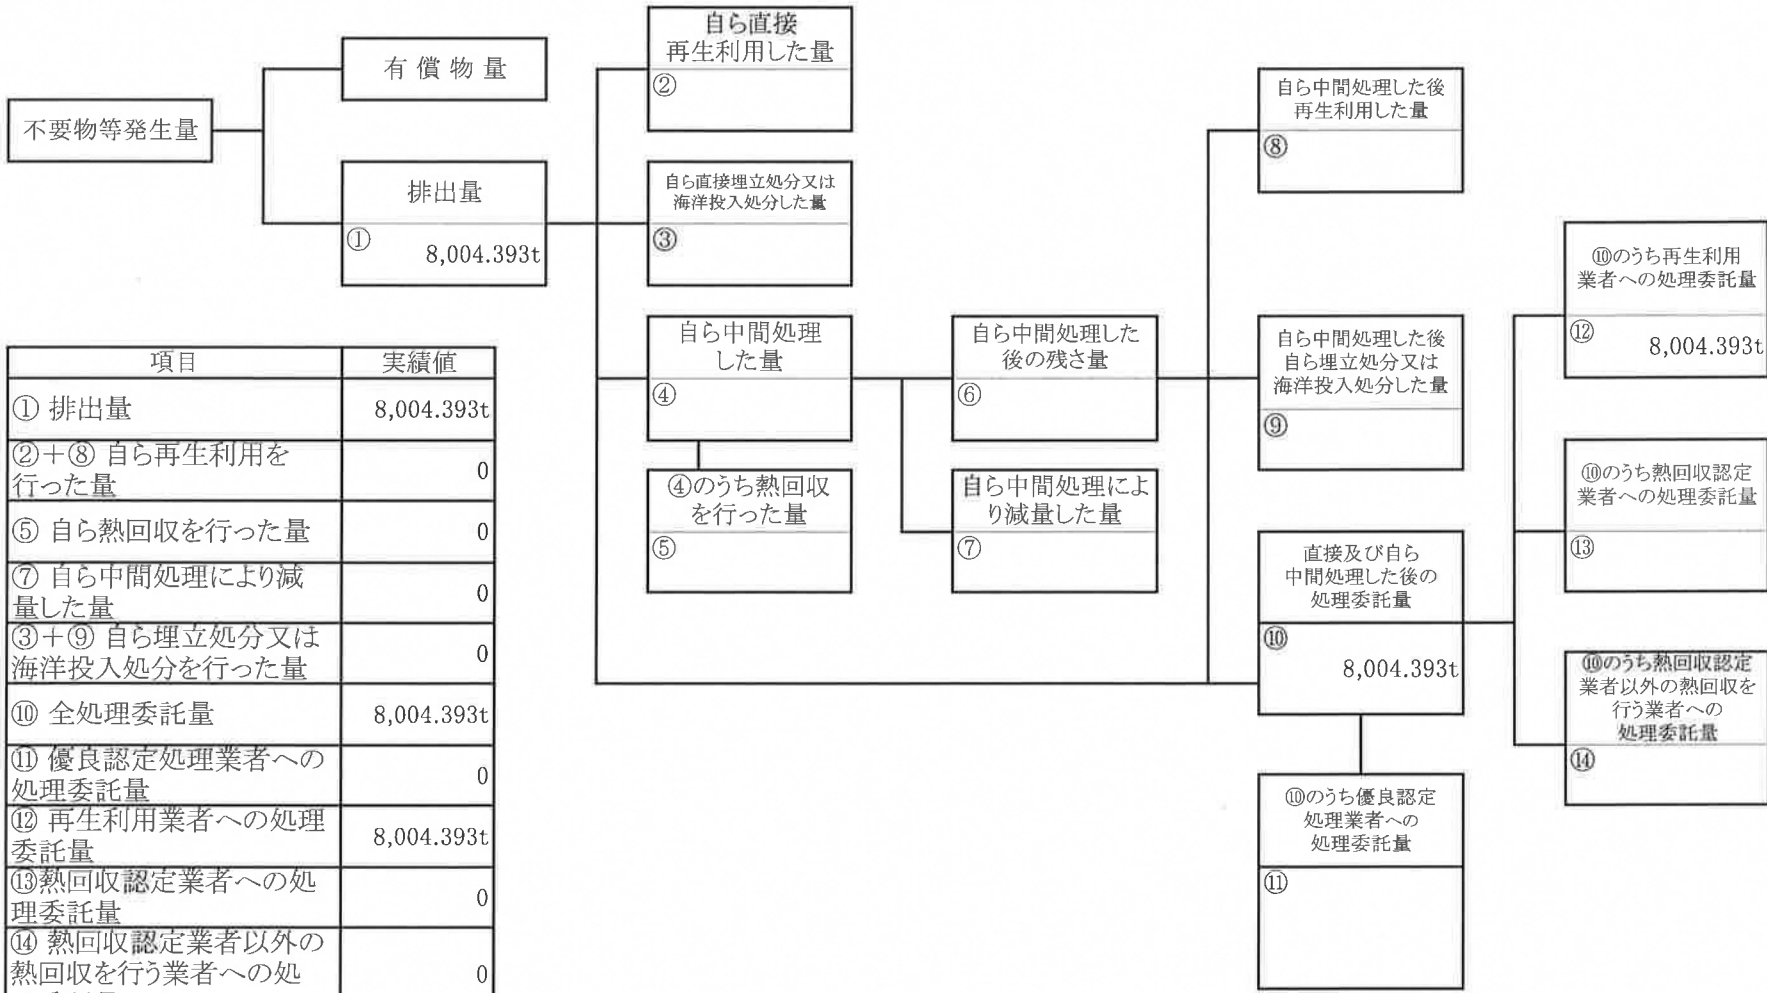 不要物等発生量
有償物量
排出量
①
8,004.393t
自ら直接
再生利用した量
②
自ら直接埋立処分又は
海洋投入処分した量
③
自ら中間処理
した量
④
④のうち熱回収
を行った量
⑤
自ら中間処理した
後の残さ量
⑥
自ら中間処理によ
り減量した量
⑦
自ら中間処理した後
再生利用した量
⑧
自ら中間処理した後
自ら埋立処分又は
海洋投入処分した量
⑨
直接及び自ら
中間処理した後の
処理委託量
⑩
8,004.393t
⑩のうち優良認定
処理業者への
処理委託量
⑪
⑩のうち再生利用
業者への処理委託量
⑫
8,004.393t
⑩のうち熱回収認定
業者への処理委託量
⑬
⑩のうち熱回収認定
業者以外の熱回収を
行う業者への
処理委託量
⑭
項目 実績値
① 排出量 8,004.393t
②+⑧ 自ら再生利用を
行った量 0
⑤ 自ら熱回収を行った量 0
⑦ 自ら中間処理により減
量した量 0
③+⑨ 自ら埋立処分又は
海洋投入処分を行った量 0
⑩ 全処理委託量 8,004.393t
⑪ 優良認定処理業者への
処理委託量 0
⑫ 再生利用業者への処理
委託量 8,004.393t
⑬熱回収認定業者への処
理委託量 0
⑭ 熱回収認定業者以外の
熱回収を行う業者への処 0